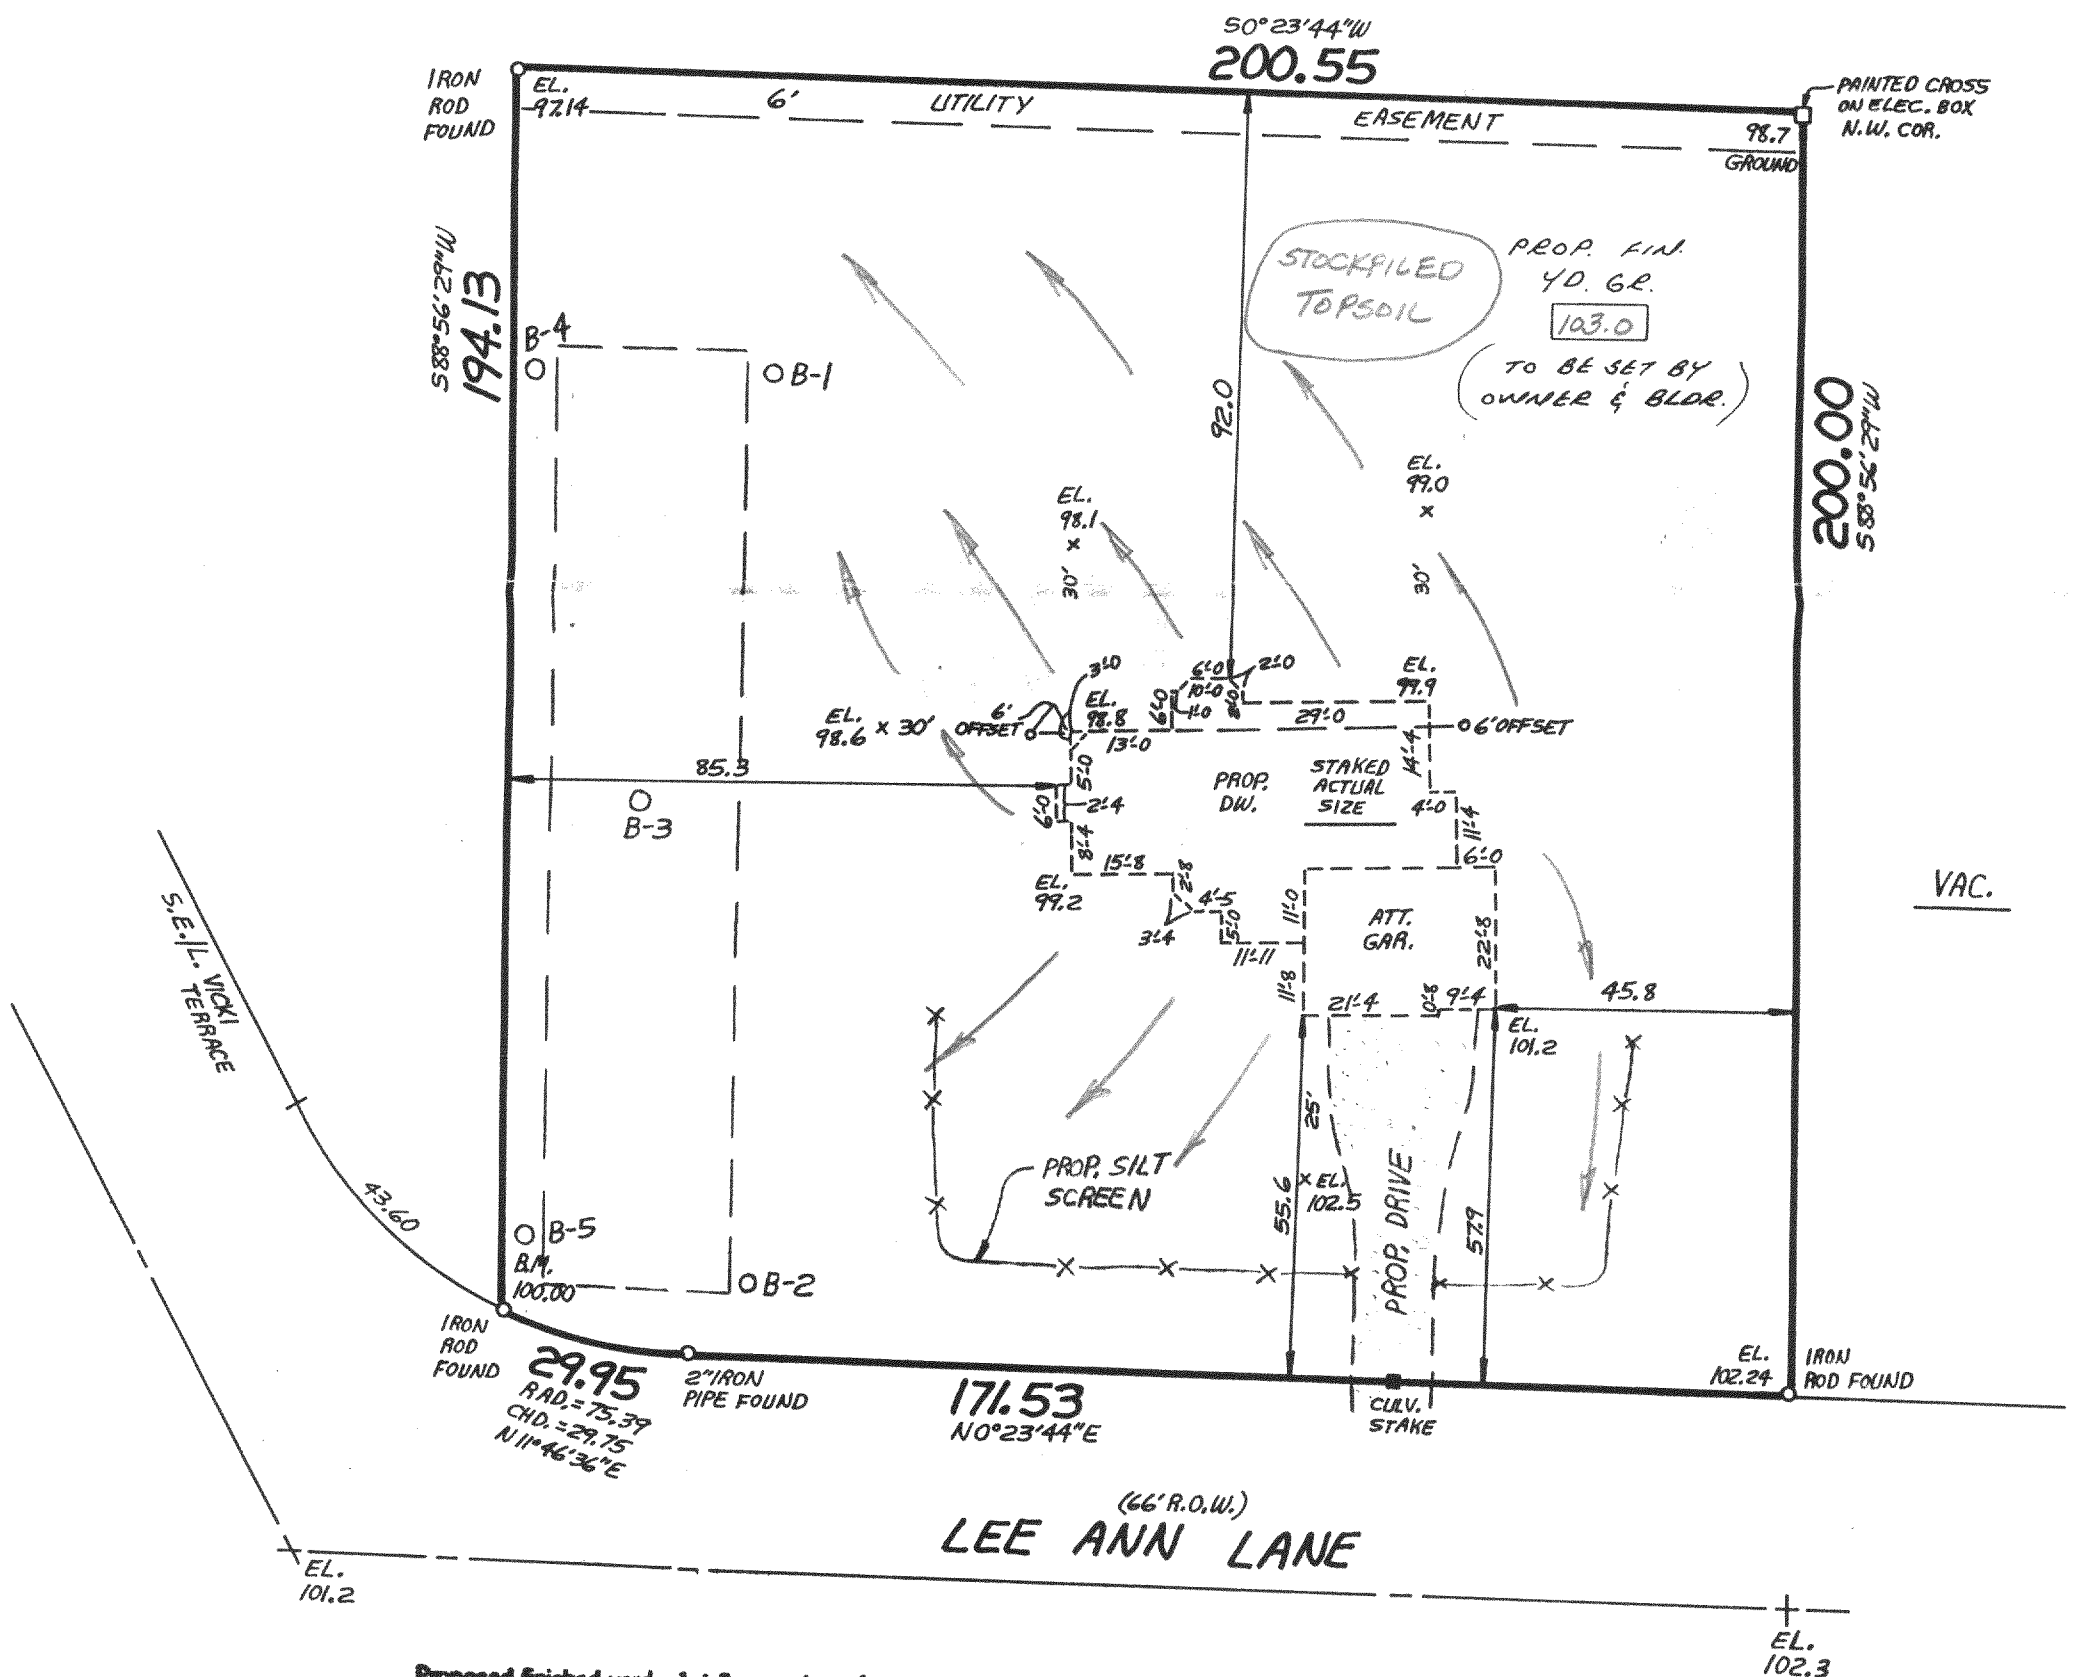 S0°23'44"W
200.55
IRON
ROD
FOUND
EL.
97.14
6' UTILITY EASEMENT
98.7
GROUND
PAINTED CROSS
ON ELEC. BOX
N.W. COR.
S88°56'29"W
194.13
STOCKPILED
TOPSOIL
PROP. FIN.
YD. GR.
103.0
(TO BE SET BY
OWNER & BLDR.)
B-4
B-1
92.0
200.00
S88°56'29"W
EL.
99.0
x
30'
EL.
98.1
x
30'
3'-0
6'-0
2'-0
10'-0
EL.
99.9
EL.
98.6 x 30'
6'
OFFSET
EL.
98.8
6'-0
1'-0
8'-0
29'-0
6' OFFSET
13'-0
14'-4
85.3
5'-0
PROP.
DW.
STAKED
ACTUAL
SIZE
B-3
6'-0
2'-4
4'-0
11'-4
8'-4
15'-8
6'-0
EL.
99.2
2'-8
4'-5
3'-4
5'-0
11'-11
11'-0
ATT.
GAR.
22'-8
VAC.
S.E./L. VICKI
TERRACE
11'-8
21'-4
0'-8
9'-4
45.8
EL.
101.2
25'
PROP. SILT
SCREEN
x EL.
102.5
55.6
PROP. DRIVE
57.9
43.60
B-5
B.M.
100.00
B-2
IRON
ROD
FOUND
29.95
RAD.=75.39
CHD.=29.75
N11°46'36"E
2" IRON
PIPE FOUND
171.53
N0°23'44"E
CULV.
STAKE
EL.
102.24
IRON
ROD FOUND
(66' R.O.W.)
LEE ANN LANE
EL.
101.2
EL.
102.3